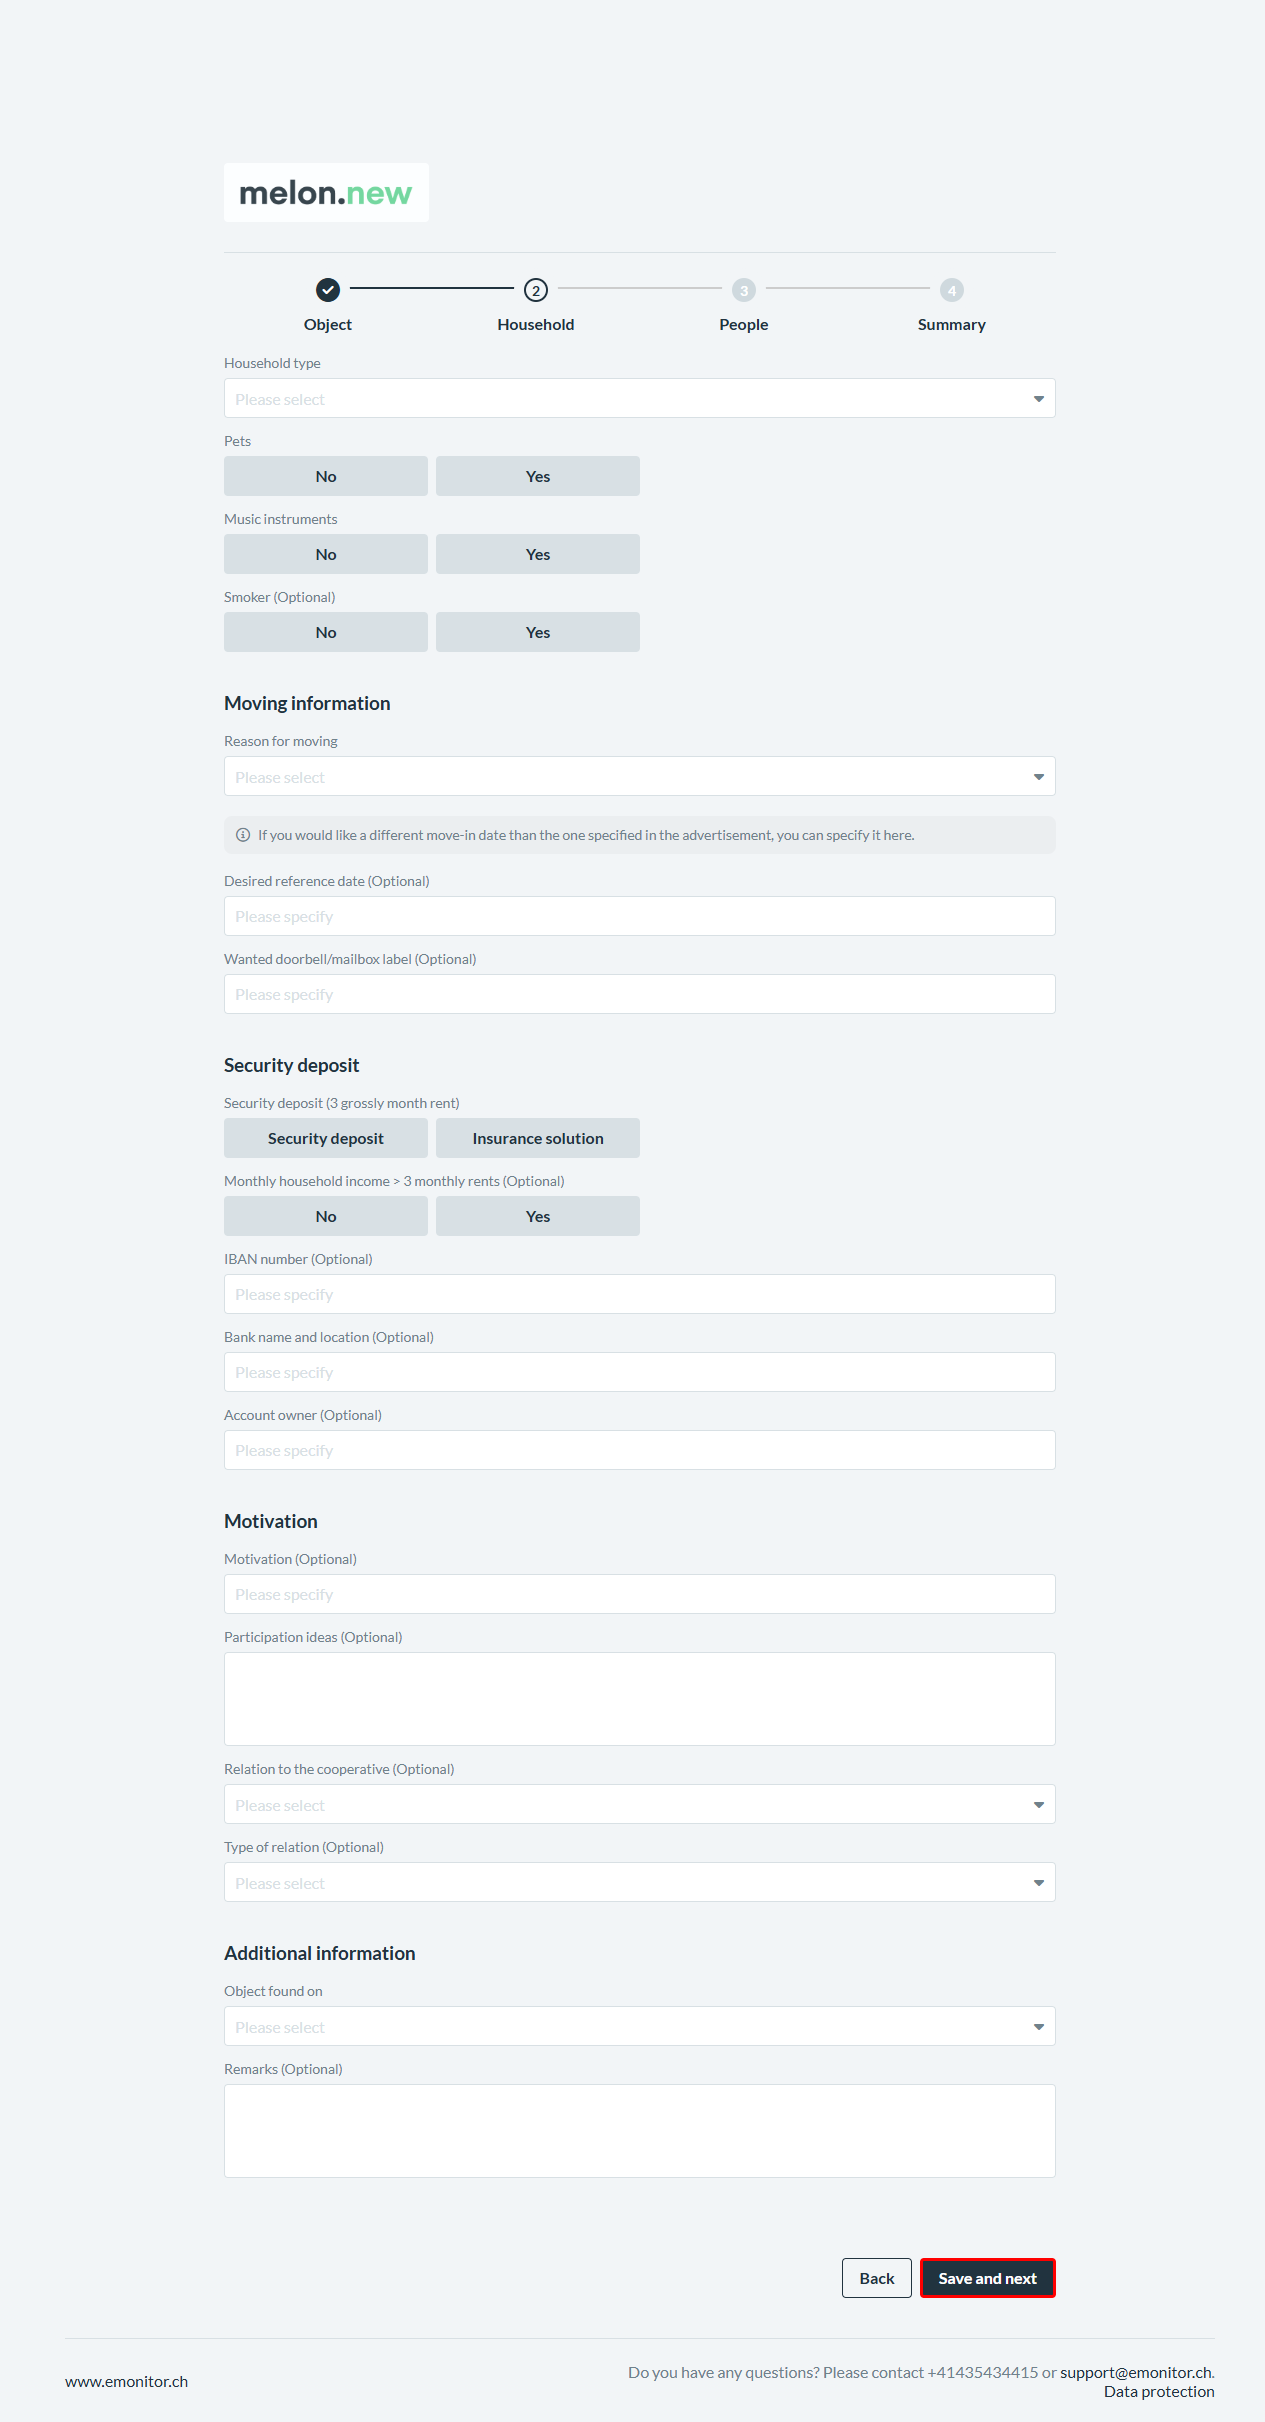 melon.new
2
3
4
Object
Household
People
Summary
Household type
Please select
Pets
No
Yes
Music instruments
No
Yes
Smoker (Optional)
No
Yes
Moving information
Reason for moving
Please select
If you would like a different move-in date than the one specified in the advertisement, you can specify it here.
Desired reference date (Optional)
Please specify
Wanted doorbell/mailbox label (Optional)
Please specify
Security deposit
Security deposit (3 grossly month rent)
Security deposit
Insurance solution
Monthly household income > 3 monthly rents (Optional)
No
Yes
IBAN number (Optional)
Please specify
Bank name and location (Optional)
Please specify
Account owner (Optional)
Please specify
Motivation
Motivation (Optional)
Please specify
Participation ideas (Optional)
Relation to the cooperative (Optional)
Please select
Type of relation (Optional)
Please select
Additional information
Object found on
Please select
Remarks (Optional)
Back
Save and next
www.emonitor.ch
Do you have any questions? Please contact +41435434415 or support@emonitor.ch.
Data protection